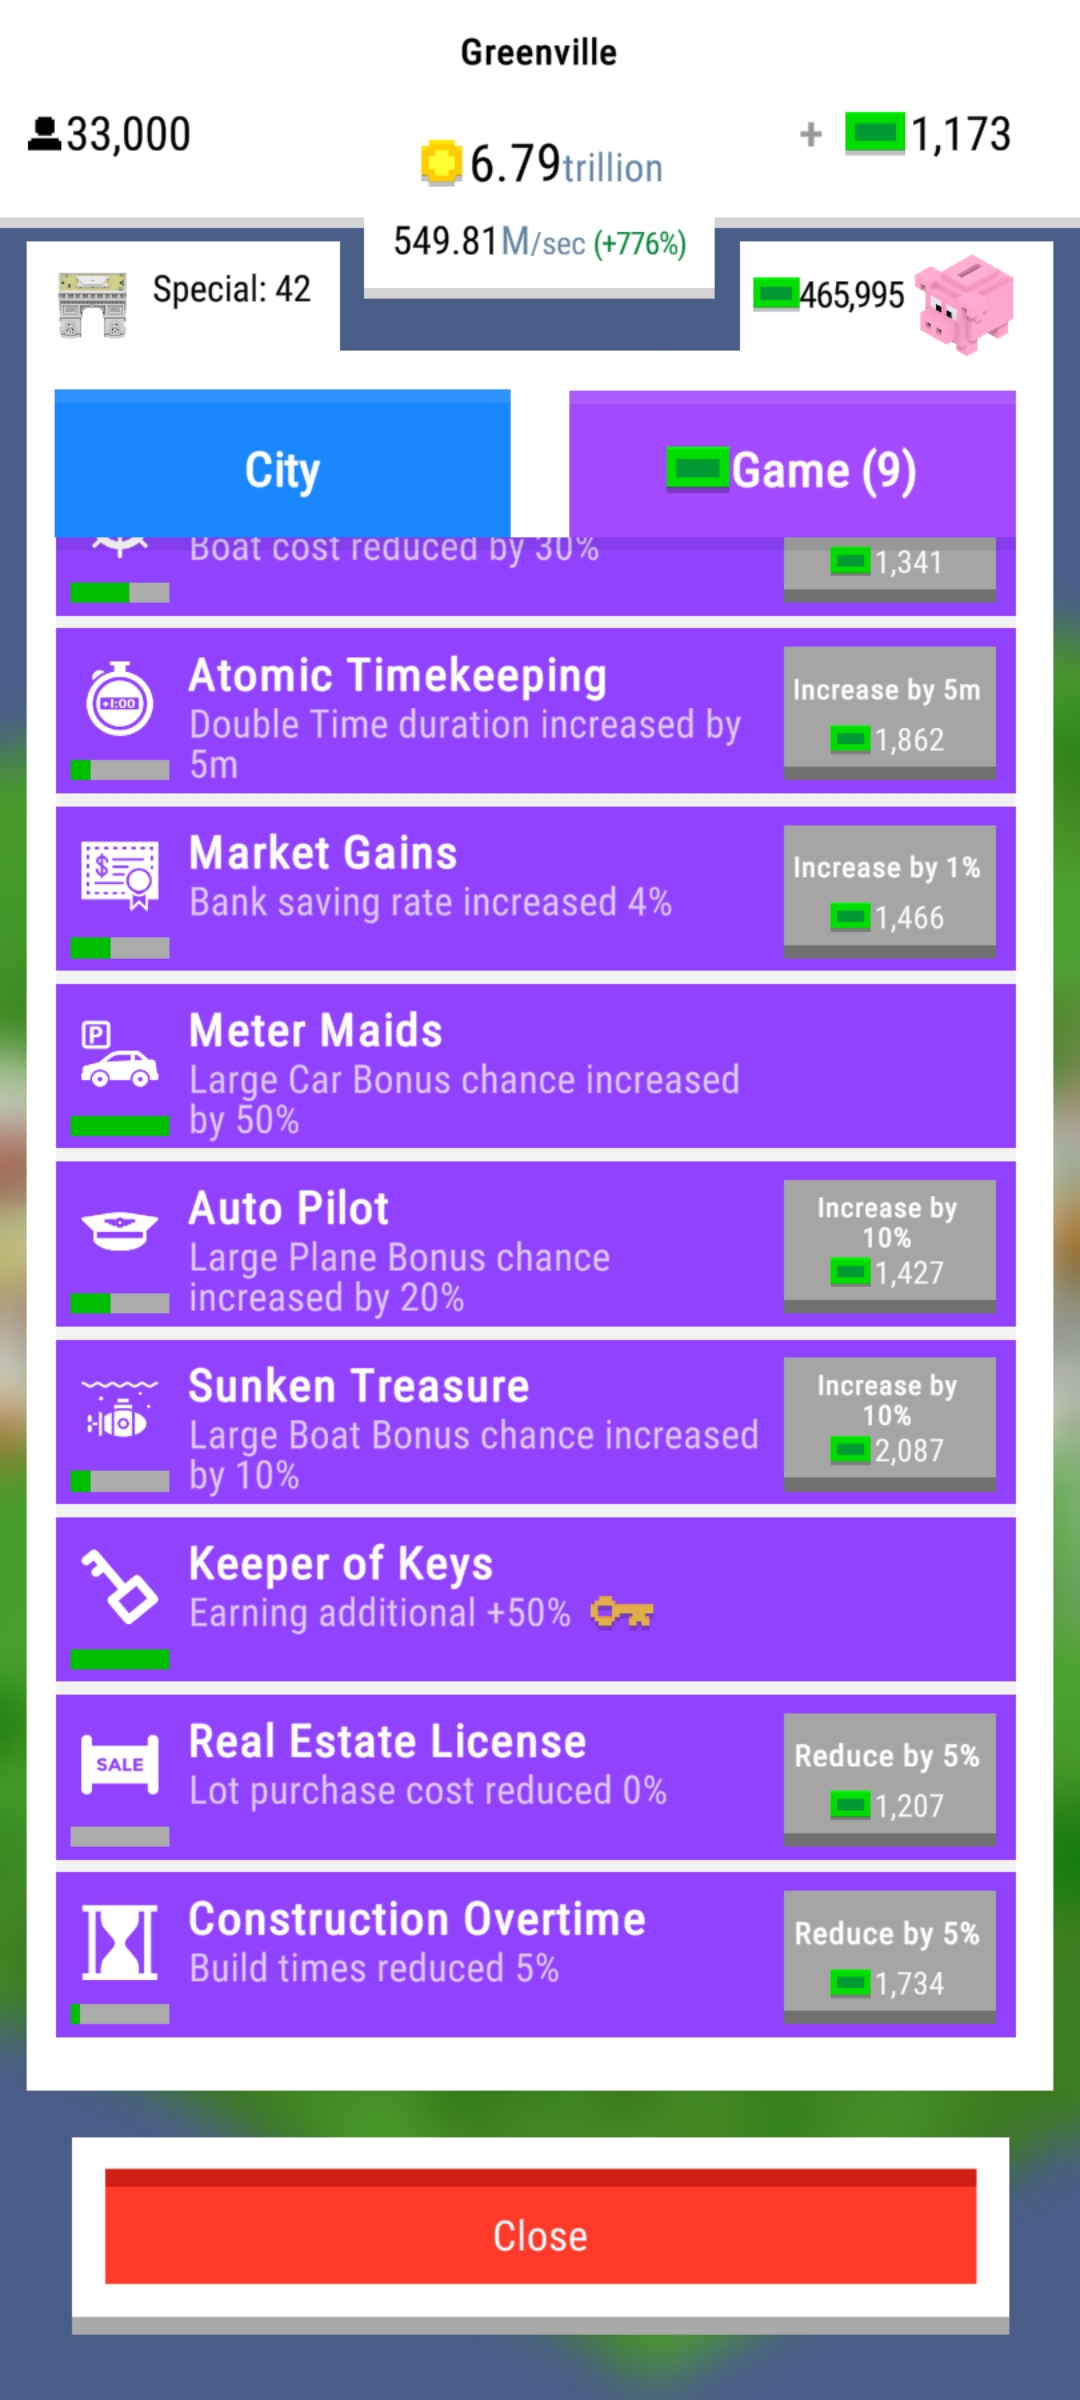 Greenville
33,000
6.79trillion
+ 1,173
549.81M/sec (+776%)
Special: 42
465,995
City
Game (9)
Boat cost reduced by 30%
1,341
Atomic Timekeeping
Double Time duration increased by
5m
Increase by 5m
1,862
+1:00
Market Gains
Bank saving rate increased 4%
Increase by 1%
1,466
$
Meter Maids
Large Car Bonus chance increased
by 50%
P
Auto Pilot
Large Plane Bonus chance
increased by 20%
Increase by
10%
1,427
Sunken Treasure
Large Boat Bonus chance increased
by 10%
Increase by
10%
2,087
Keeper of Keys
Earning additional +50%
Real Estate License
Lot purchase cost reduced 0%
SALE
Reduce by 5%
1,207
Construction Overtime
Build times reduced 5%
Reduce by 5%
1,734
Close